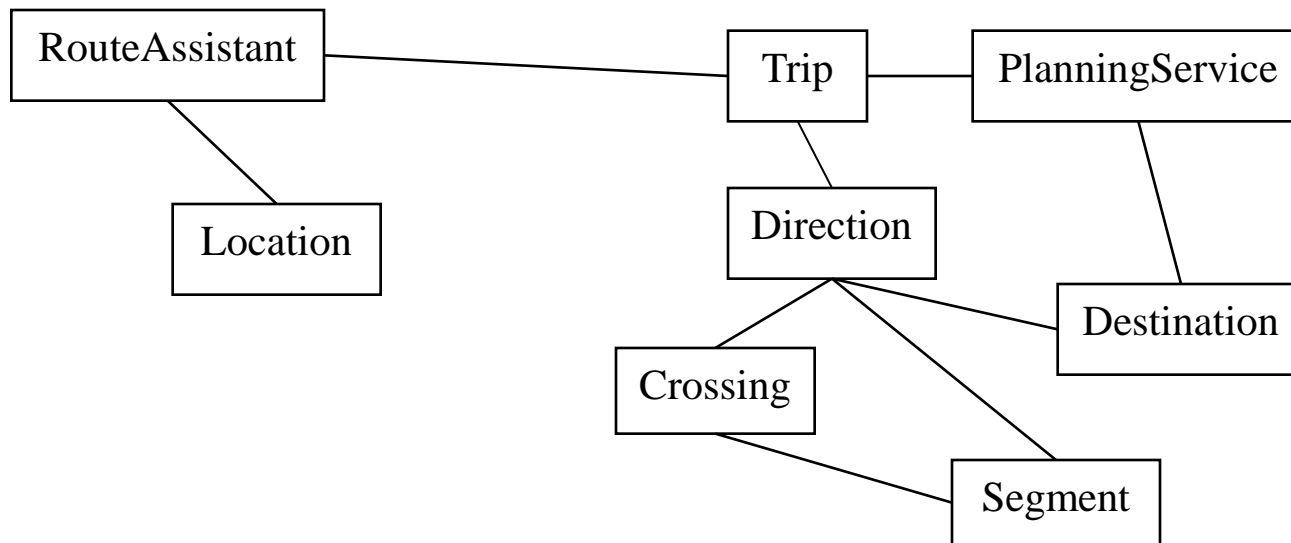 RouteAssistant
Trip
PlanningService
Location
Direction
Destination
Crossing
Segment